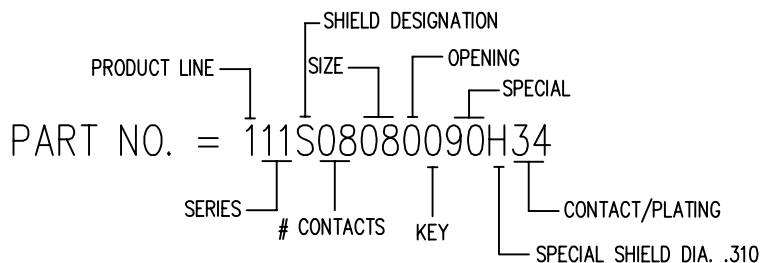 SHIELD DESIGNATION
OPENING
PRODUCT LINE
SIZE
SPECIAL
PART NO. = 111S08080090H34
SERIES
# CONTACTS
KEY
CONTACT/PLATING
SPECIAL SHIELD DIA. .310